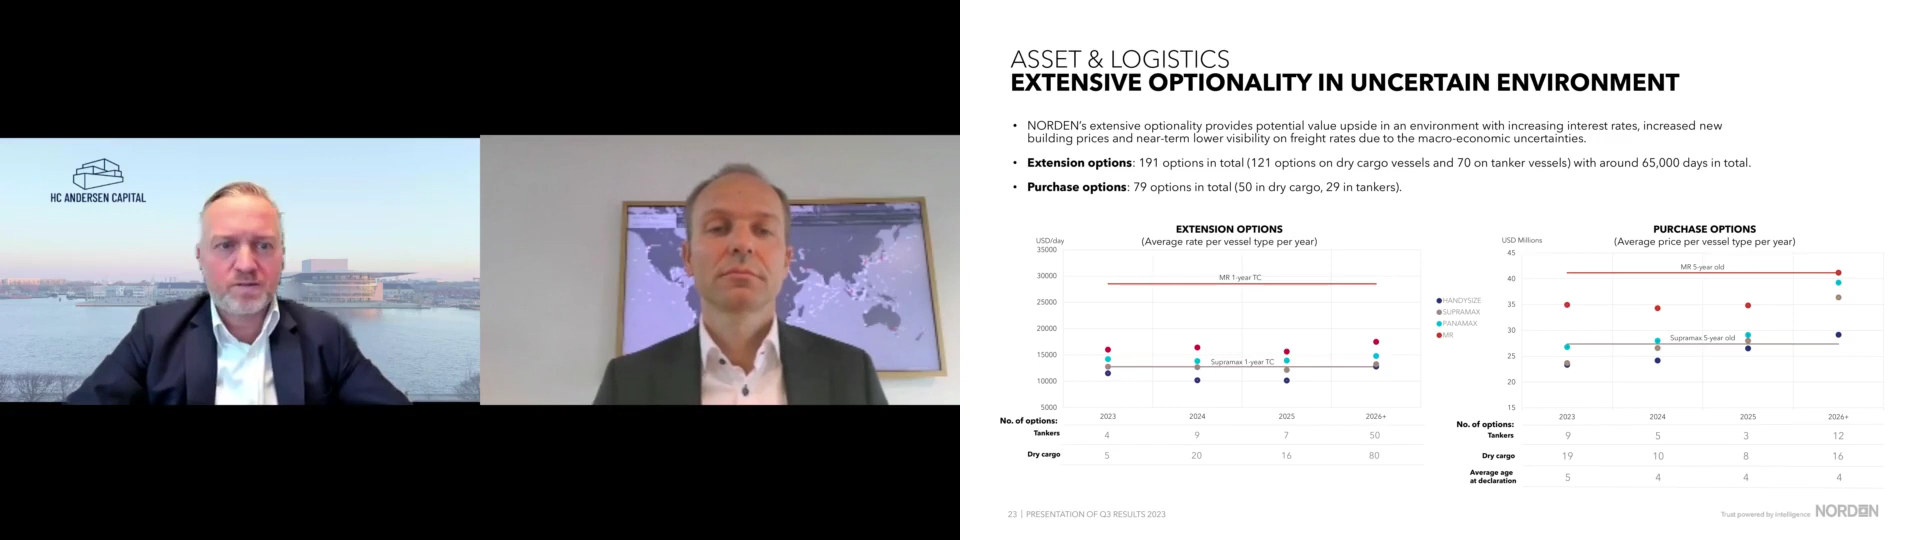 HC ANDERSEN CAPITAL
ASSET & LOGISTICS
EXTENSIVE OPTIONALITY IN UNCERTAIN ENVIRONMENT
• NORDEN's extensive optionality provides potential value upside in an environment with increasing interest rates, increased new
building prices and near-term lower visibility on freight rates due to the macro-economic uncertainties.
• Extension options: 191 options in total (121 options on dry cargo vessels and 70 on tanker vessels) with around 65,000 days in total.
• Purchase options: 79 options in total (50 in dry cargo, 29 in tankers).
EXTENSION OPTIONS
(Average rate per vessel type per year)
USD/day
35000
30000
25000
20000
15000
10000
5000
MR 1-year TC
Supramax 1-year TC
2023 2024 2025 2026+
No. of options:
Tankers 4 9 7 50
Dry cargo 5 20 16 80
HANDYSIZE
SUPRAMAX
PANAMAX
MR
PURCHASE OPTIONS
(Average price per vessel type per year)
USD Millions
45
40
35
30
25
20
15
MR 5-year old
Supramax 5-year old
2023 2024 2025 2026+
No. of options:
Tankers 9 5 3 12
Dry cargo 19 10 8 16
Average age
at declaration 5 4 4 4
23 | PRESENTATION OF Q3 RESULTS 2023
Trust powered by Intelligence NORDEN